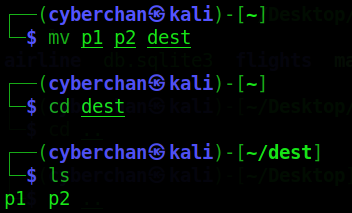 ┌──(cyberchan㉿kali)-[~]
└─$ mv p1 p2 dest
┌──(cyberchan㉿kali)-[~]
└─$ cd dest
┌──(cyberchan㉿kali)-[~/dest]
└─$ ls
p1 p2